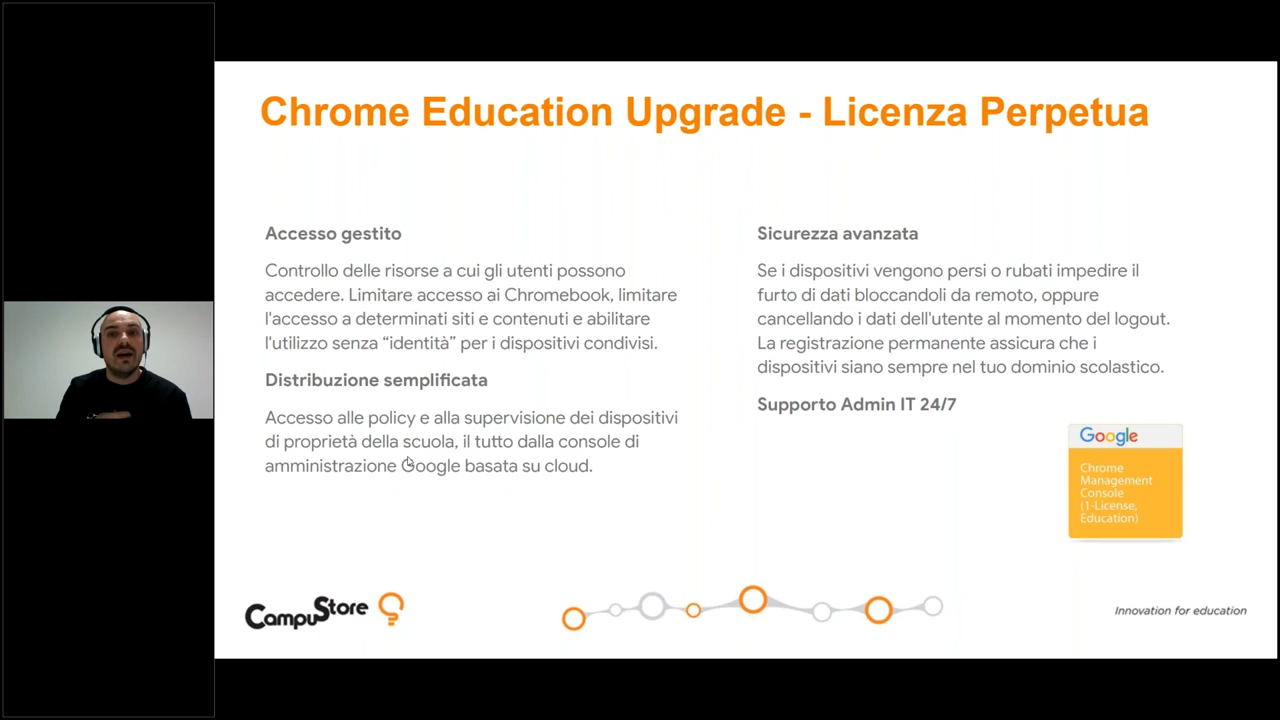 Chrome Education Upgrade - Licenza Perpetua
Accesso gestito
Controllo delle risorse a cui gli utenti possono
accedere. Limitare accesso ai Chromebook, limitare
l'accesso a determinati siti e contenuti e abilitare
l'utilizzo senza “identità” per i dispositivi condivisi.
Distribuzione semplificata
Accesso alle policy e alla supervisione dei dispositivi
di proprietà della scuola, il tutto dalla console di
amministrazione Google basata su cloud.
Sicurezza avanzata
Se i dispositivi vengono persi o rubati impedire il
furto di dati bloccandoli da remoto, oppure
cancellando i dati dell'utente al momento del logout.
La registrazione permanente assicura che i
dispositivi siano sempre nel tuo dominio scolastico.
Supporto Admin IT 24/7
Google
Chrome
Management
Console
(1-License,
Education)
CampuStore
Innovation for education